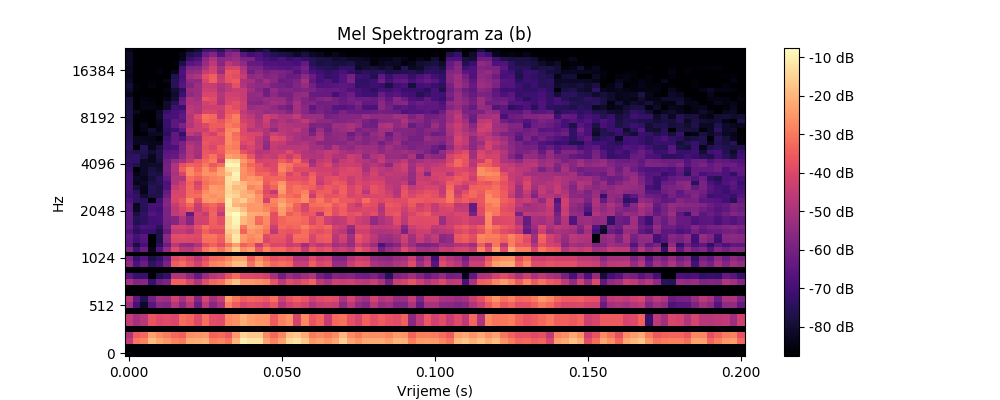 Mel Spektrogram za (b)
Hz
16384
8192
4096
2048
1024
512
0
0.000 0.050 0.100 0.150 0.200
Vrijeme (s)
-10 dB
-20 dB
-30 dB
-40 dB
-50 dB
-60 dB
-70 dB
-80 dB